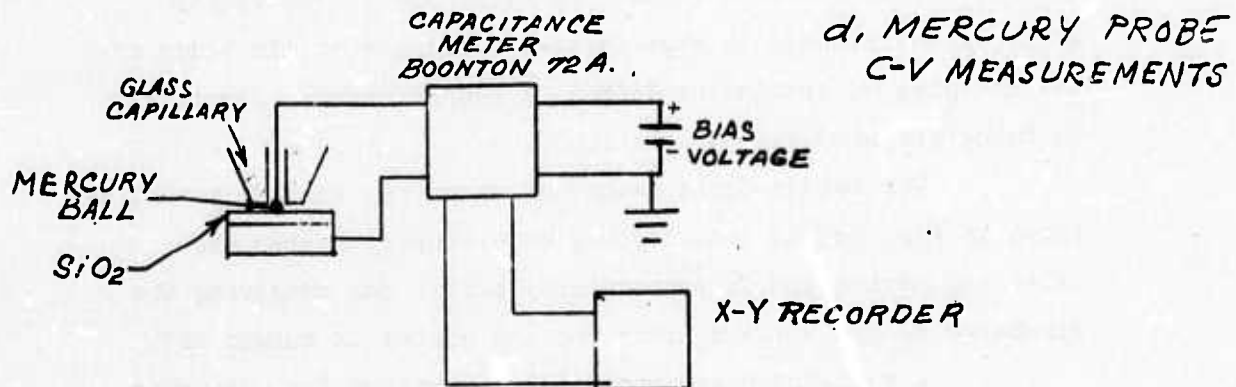 d. MERCURY PROBE
C-V MEASUREMENTS
CAPACITANCE
METER
BOONTON 72A.
GLASS
CAPILLARY
+
BIAS
-
VOLTAGE
MERCURY
BALL
SiO2
X-Y RECORDER